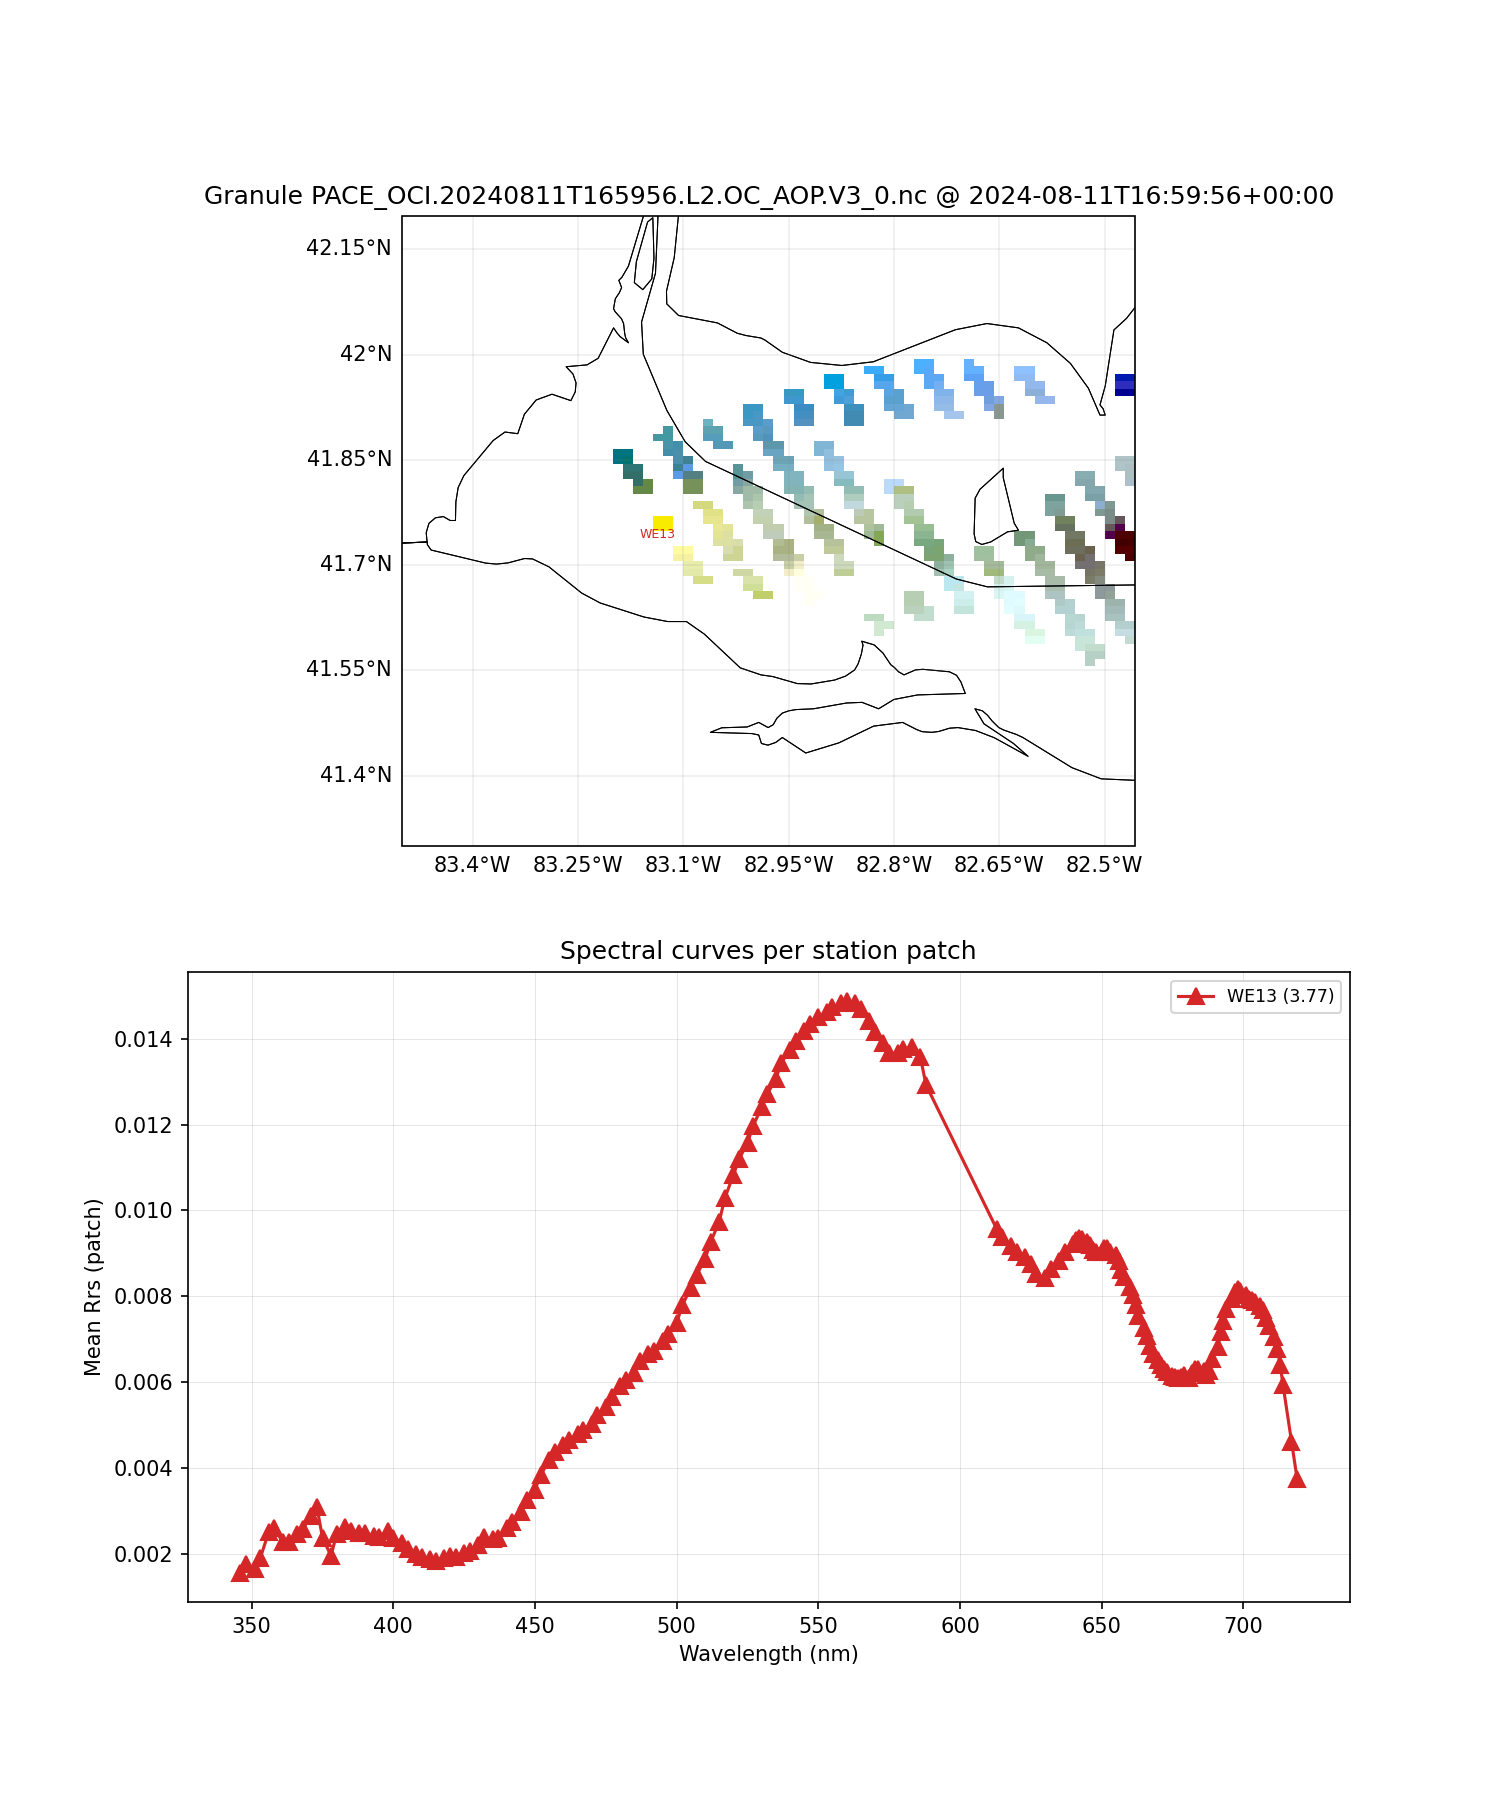 Granule PACE_OCI.20240811T165956.L2.OC_AOP.V3_0.nc @ 2024-08-11T16:59:56+00:00
42.15°N
42°N
41.85°N
41.7°N
41.55°N
41.4°N
WE13
83.4°W 83.25°W 83.1°W 82.95°W 82.8°W 82.65°W 82.5°W
Spectral curves per station patch
WE13 (3.77)
Mean Rrs (patch)
0.014
0.012
0.010
0.008
0.006
0.004
0.002
350 400 450 500 550 600 650 700
Wavelength (nm)